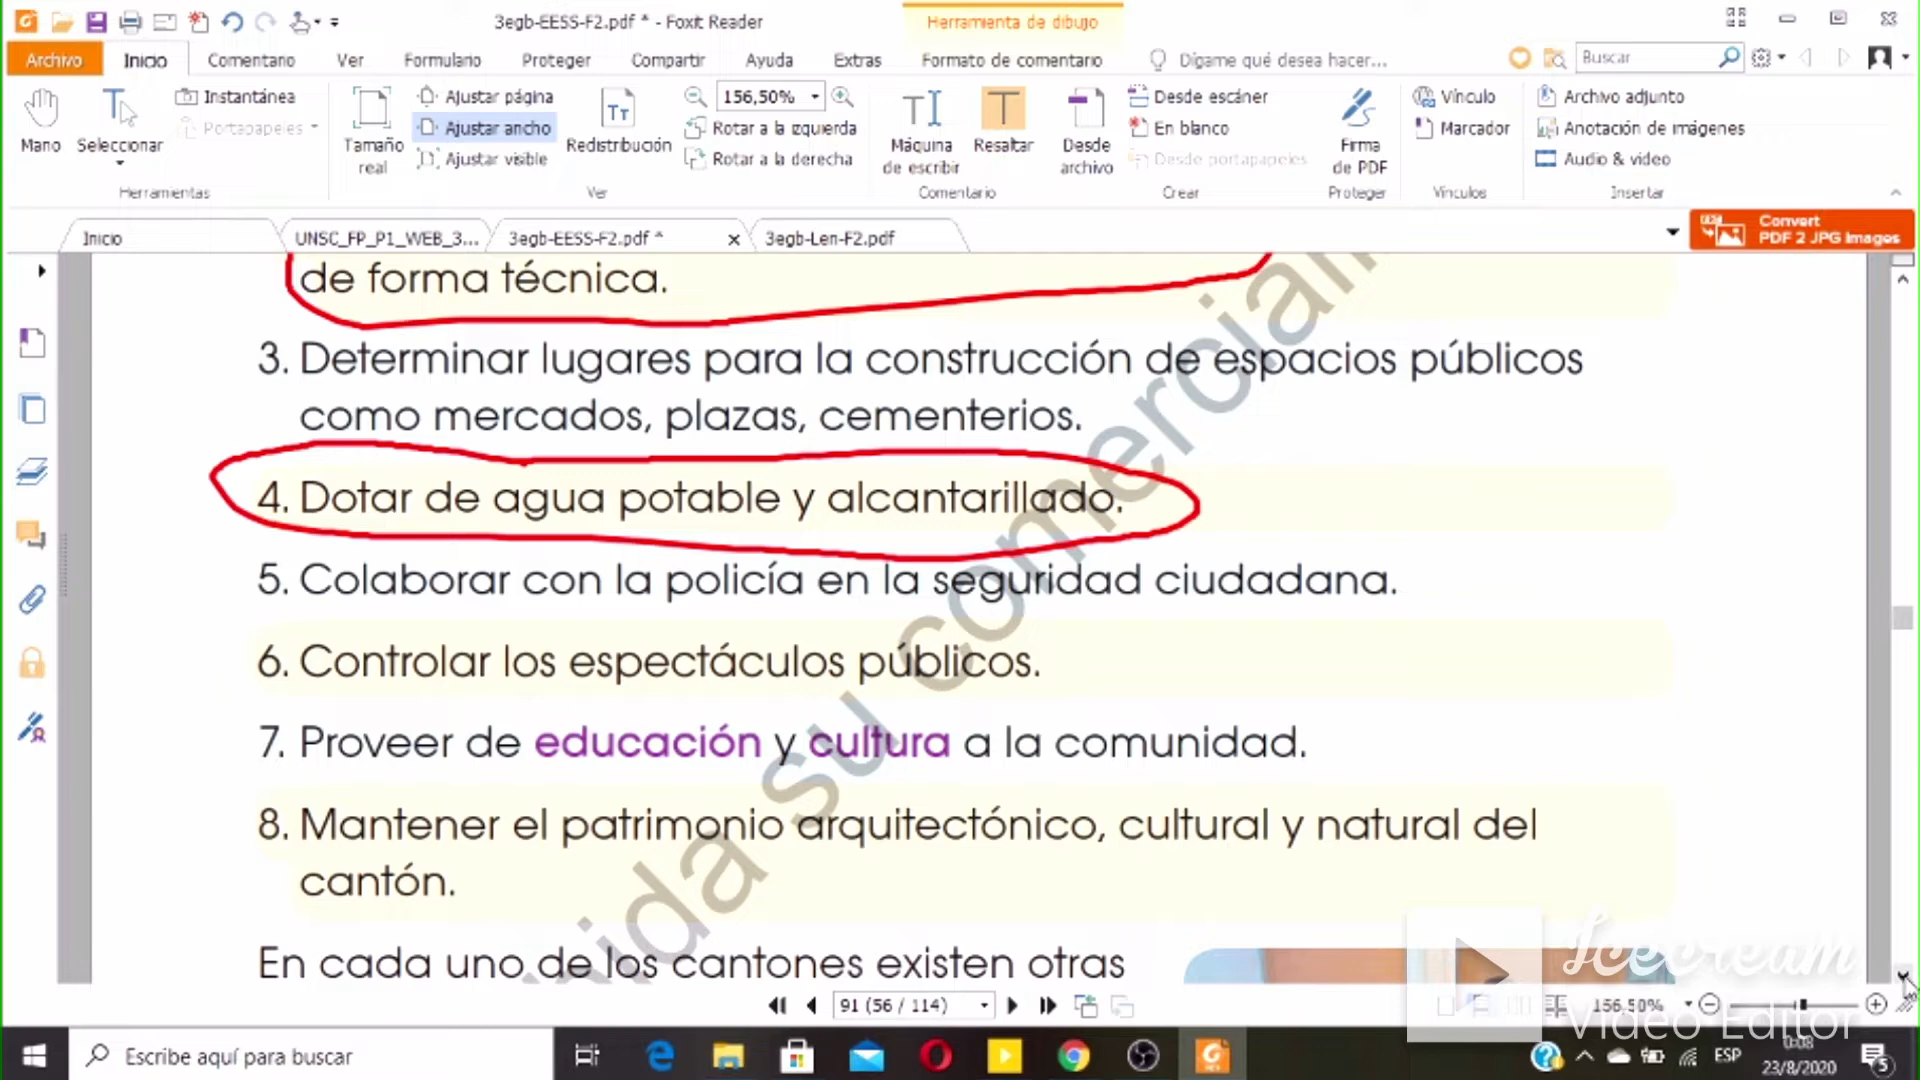 3egb-EESS-F2.pdf * - Foxit Reader
Herramienta de dibujo
Archivo Inicio Comentario Ver Formulario Proteger Compartir Ayuda Extras Formato de comentario Dígame qué desea hacer... Buscar
Mano Seleccionar Instantánea Portapapeles
Herramientas
Tamaño real Ajustar página Ajustar ancho Ajustar visible Redistribución 156,50% Rotar a la izquierda Rotar a la derecha
Ver
Máquina de escribir Resaltar
Comentario
Desde archivo Desde escáner En blanco Desde portapapeles
Crear
Firma de PDF
Proteger
Vínculo Marcador
Vínculos
Archivo adjunto Anotación de imágenes Audio & video
Insertar
Inicio UNSC_FP_P1_WEB_3... 3egb-EESS-F2.pdf * 3egb-Len-F2.pdf
Convert
PDF 2 JPG Images
de forma técnica.
3. Determinar lugares para la construcción de espacios públicos
como mercados, plazas, cementerios.
4. Dotar de agua potable y alcantarillado.
5. Colaborar con la policía en la seguridad ciudadana.
6. Controlar los espectáculos públicos.
7. Proveer de educación y cultura a la comunidad.
8. Mantener el patrimonio arquitectónico, cultural y natural del
cantón.
En cada uno de los cantones existen otras
su comercial
91 (56 / 114)
156,50%
Icecream
Video Editor
Escribe aquí para buscar
ESP
0:08
23/8/2020
5